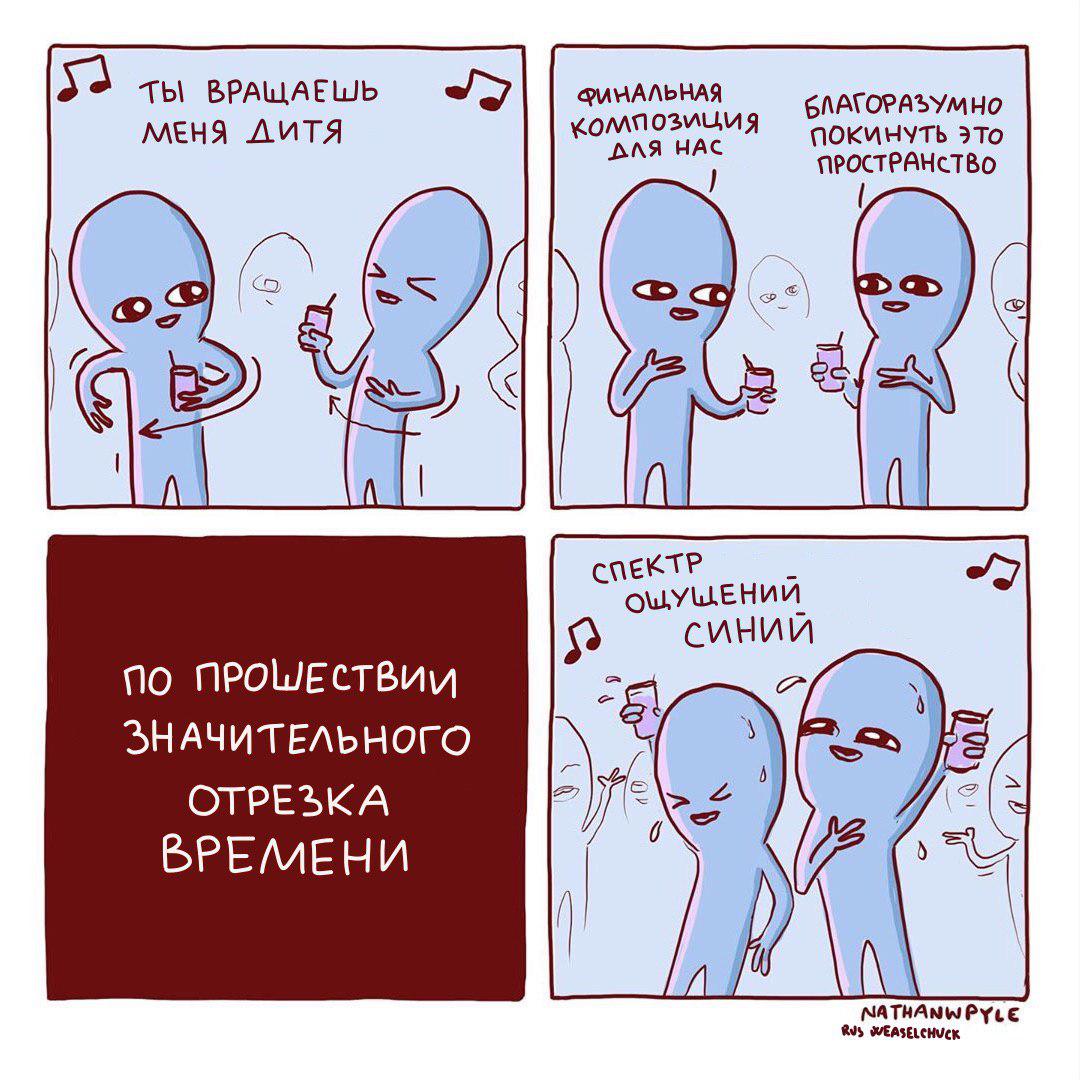 ТЫ ВРАЩАЕШЬ
МЕНЯ ДИТЯ
ФИНАЛЬНАЯ
КОМПОЗИЦИЯ
ДЛЯ НАС
БЛАГОРАЗУМНО
ПОКИНУТЬ ЭТО
ПРОСТРАНСТВО
ПО ПРОШЕСТВИИ
ЗНАЧИТЕЛЬНОГО
ОТРЕЗКА
ВРЕМЕНИ
СПЕКТР
ОЩУЩЕНИЙ
СИНИЙ
NATHANWPYLE
RUS WEASELCHUCK